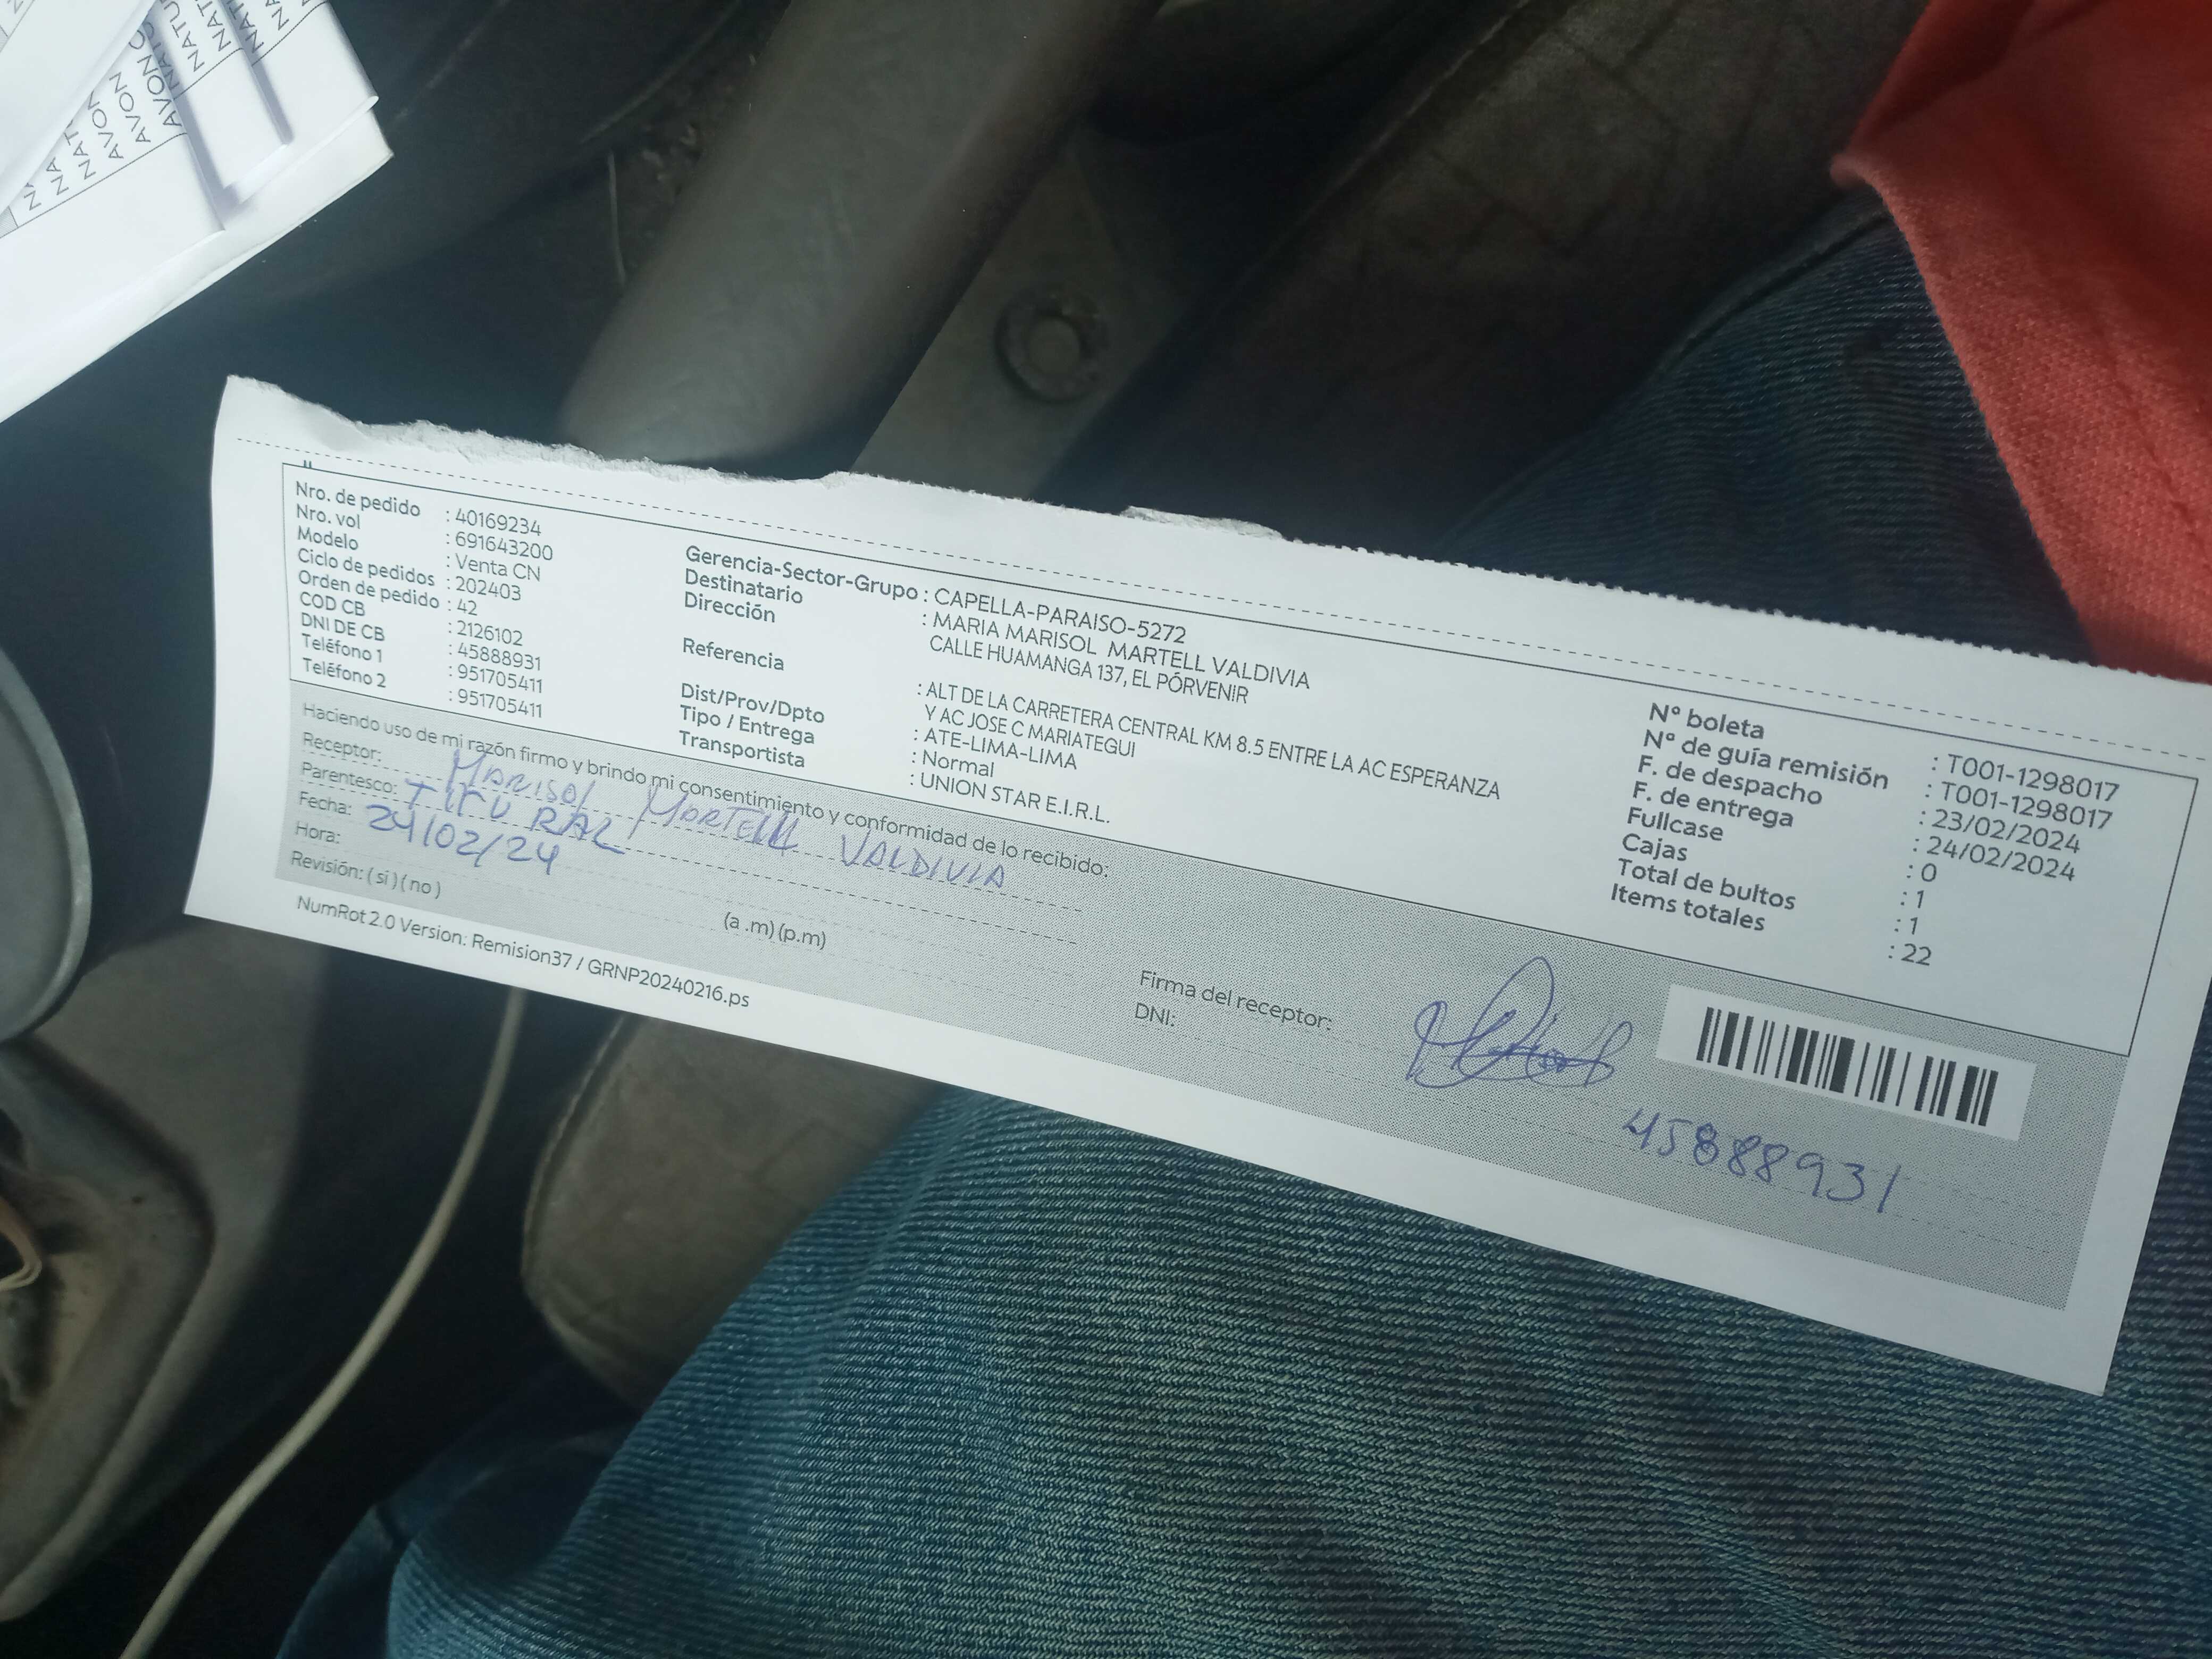 NATU
AVON
AVON
AVON
Nro. de pedido : 40169234
Nro. vol : 691643200
Modelo : Venta CN
Ciclo de pedidos : 202403
Orden de pedido : 42
COD CB : 2126102
DNI DE CB : 45888931
Teléfono 1 : 951705411
Teléfono 2 : 951705411
Gerencia-Sector-Grupo : CAPELLA-PARAISO-5272
Destinatario : MARIA MARISOL MARTELL VALDIVIA
Dirección CALLE HUAMANGA 137, EL PÓRVENIR
Referencia : ALT DE LA CARRETERA CENTRAL KM 8.5 ENTRE LA AC ESPERANZA
Y AC JOSE C MARIATEGUI
Dist/Prov/Dpto : ATE-LIMA-LIMA
Tipo / Entrega : Normal
Transportista : UNION STAR E.I.R.L.
N° boleta : T001-1298017
N° de guía remisión : T001-1298017
F. de despacho : 23/02/2024
F. de entrega : 24/02/2024
Fullcase : 0
Cajas : 1
Total de bultos : 1
Items totales : 22
Haciendo uso de mi razón firmo y brindo mi consentimiento y conformidad de lo recibido:
Receptor: MARISOL MARTELL VALDIVIA
Parentesco: TITURAL
Fecha: 24/02/24
Hora: (a .m) (p.m)
Revisión: ( si ) ( no )
Firma del receptor:
DNI: 45888931
NumRot 2.0 Version: Remision37 / GRNP20240216.ps